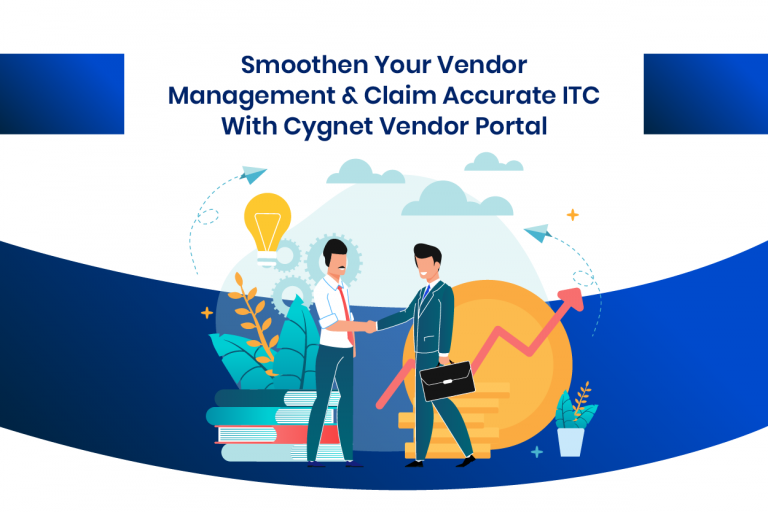 Smoothen Your Vendor
Management & Claim Accurate ITC
With Cygnet Vendor Portal